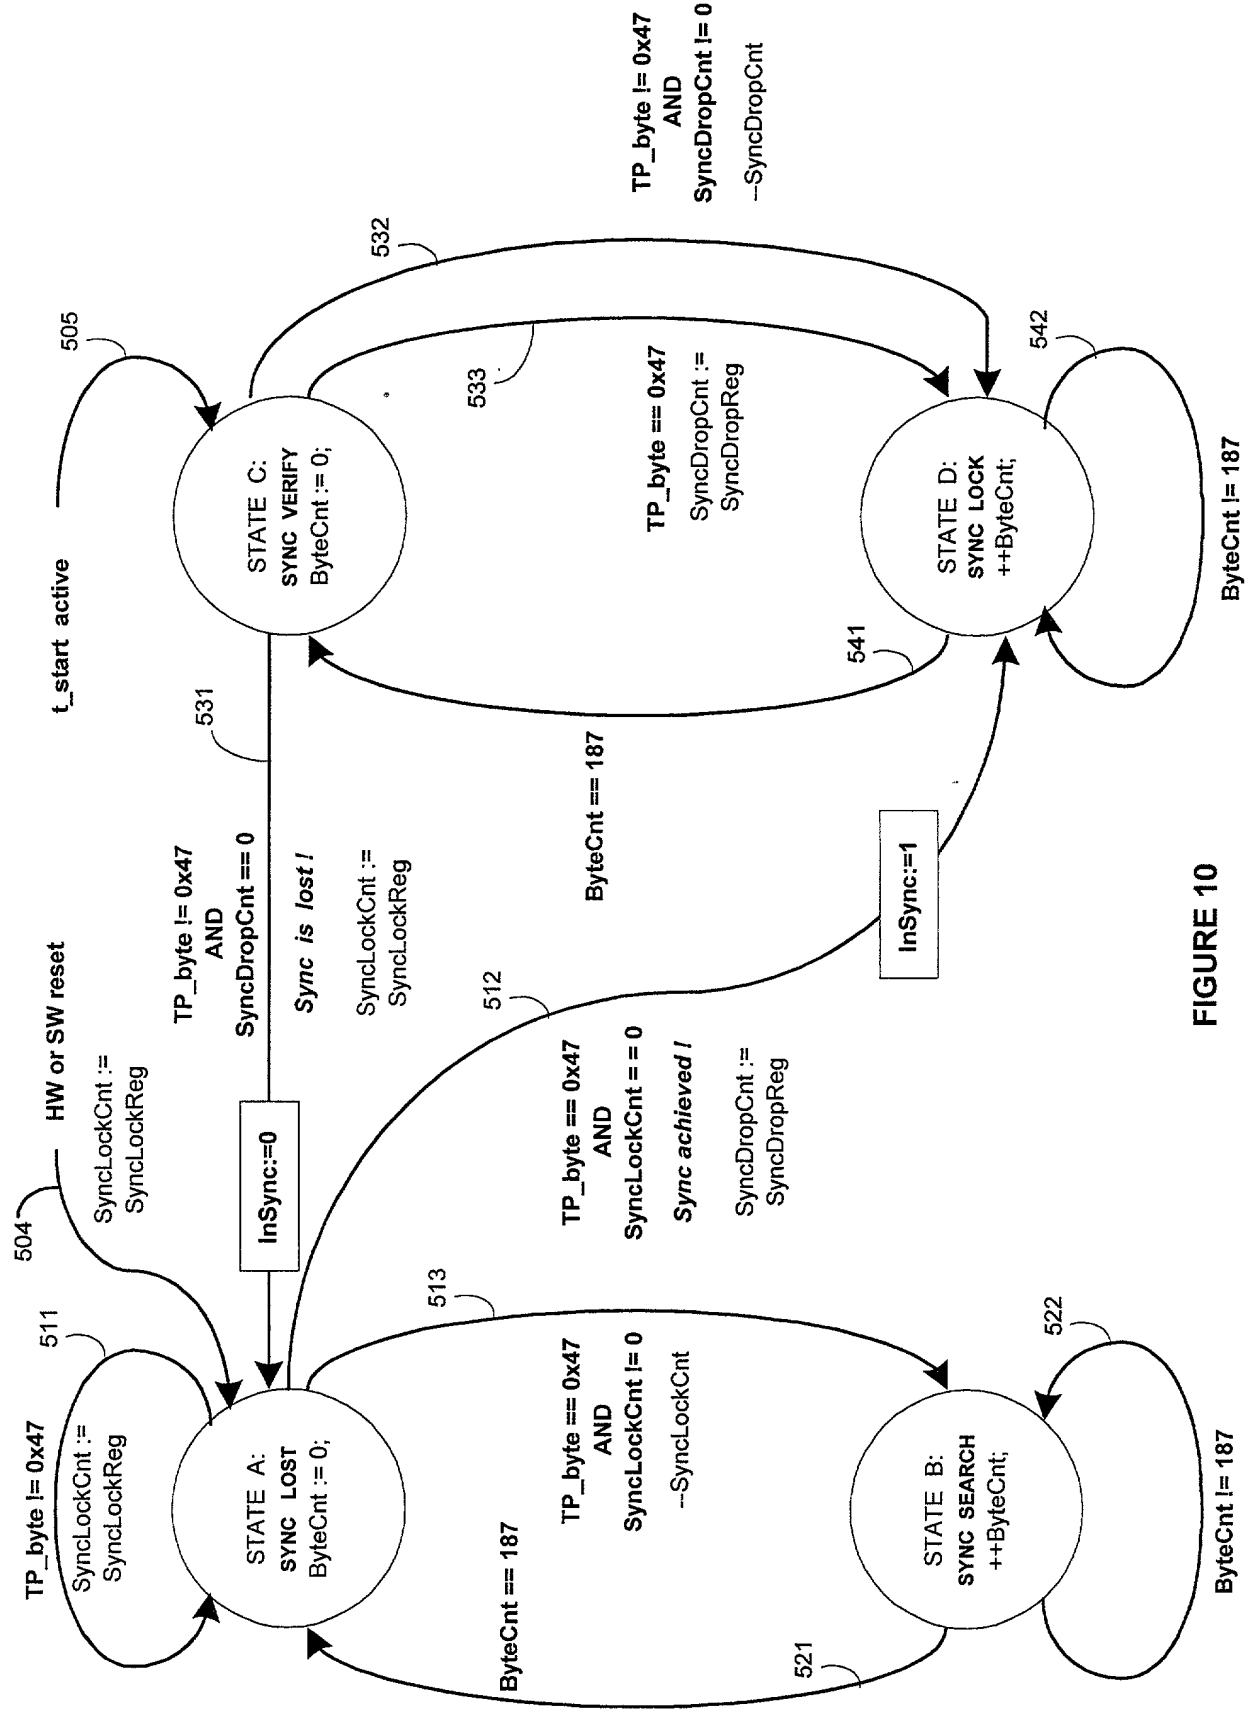 504
HW or SW reset
SyncLockCnt :=
SyncLockReg
t_start active
505
511
TP_byte != 0x47
SyncLockCnt :=
SyncLockReg
STATE A:
SYNC LOST
ByteCnt := 0;
InSync:=0
TP_byte != 0x47
AND
SyncDropCnt == 0
Sync is lost !
SyncLockCnt :=
SyncLockReg
531
STATE C:
SYNC VERIFY
ByteCnt := 0;
532
TP_byte != 0x47
AND
SyncDropCnt != 0
--SyncDropCnt
533
TP_byte == 0x47
SyncDropCnt :=
SyncDropReg
513
512
ByteCnt == 187
TP_byte == 0x47
AND
SyncLockCnt != 0
--SyncLockCnt
TP_byte == 0x47
AND
SyncLockCnt = = 0
Sync achieved !
SyncDropCnt :=
SyncDropReg
ByteCnt == 187
521
541
InSync:=1
STATE B:
SYNC SEARCH
++ByteCnt;
STATE D:
SYNC LOCK
++ByteCnt;
522
542
ByteCnt != 187
ByteCnt != 187
FIGURE 10